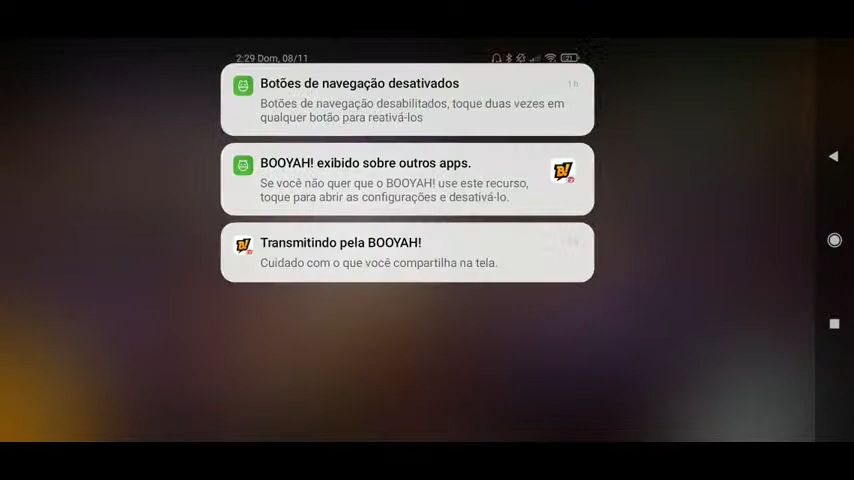 2:29 Dom, 08/11
Botões de navegação desativados
1 h
Botões de navegação desabilitados, toque duas vezes em
qualquer botão para reativá-los
BOOYAH! exibido sobre outros apps.
Se você não quer que o BOOYAH! use este recurso,
toque para abrir as configurações e desativá-lo.
Transmitindo pela BOOYAH!
Cuidado com o que você compartilha na tela.